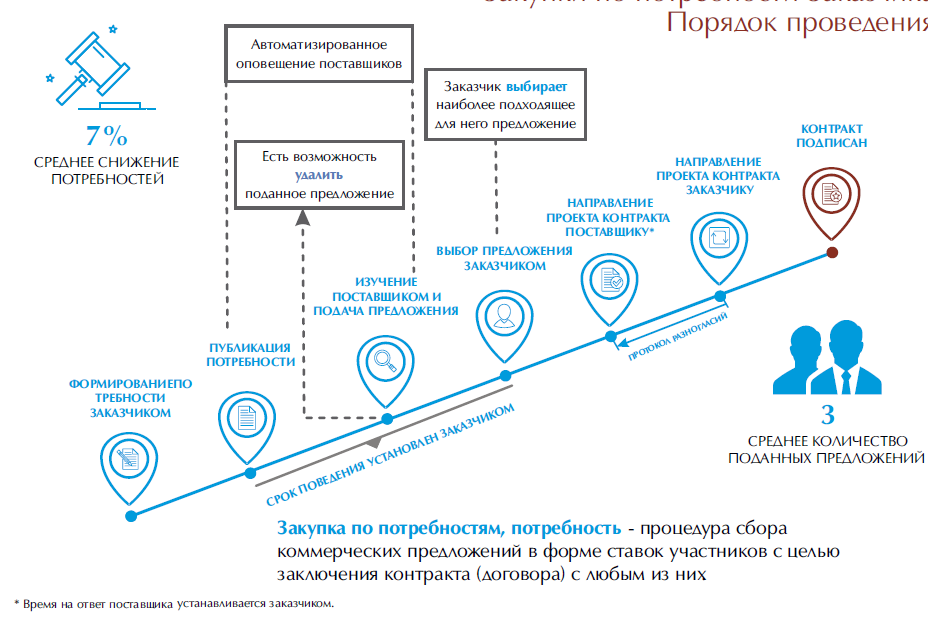 Закупки по потребностям заказчика
Порядок проведения
7%
СРЕДНЕЕ СНИЖЕНИЕ
ПОТРЕБНОСТЕЙ
Автоматизированное
оповещение поставщиков
Заказчик выбирает
наиболее подходящее
для него предложение
Есть возможность
удалить
поданное предложение
ФОРМИРОВАНИЕПО
ТРЕБНОСТИ
ЗАКАЗЧИКОМ
ПУБЛИКАЦИЯ
ПОТРЕБНОСТИ
ИЗУЧЕНИЕ
ПОСТАВЩИКОМ И
ПОДАЧА ПРЕДЛОЖЕНИЯ
ВЫБОР ПРЕДЛОЖЕНИЯ
ЗАКАЗЧИКОМ
НАПРАВЛЕНИЕ
ПРОЕКТА КОНТРАКТА
ПОСТАВЩИКУ*
НАПРАВЛЕНИЕ
ПРОЕКТА КОНТРАКТА
ЗАКАЗЧИКУ
КОНТРАКТ
ПОДПИСАН
ПРОТОКОЛ РАЗНОГЛАСИЙ
СРОК ПОВЕДЕНИЯ УСТАНОВЛЕН ЗАКАЗЧИКОМ
3
СРЕДНЕЕ КОЛИЧЕСТВО
ПОДАННЫХ ПРЕДЛОЖЕНИЙ
Закупка по потребностям, потребность - процедура сбора
коммерческих предложений в форме ставок участников с целью
заключения контракта (договора) с любым из них
* Время на ответ поставщика устанавливается заказчиком.